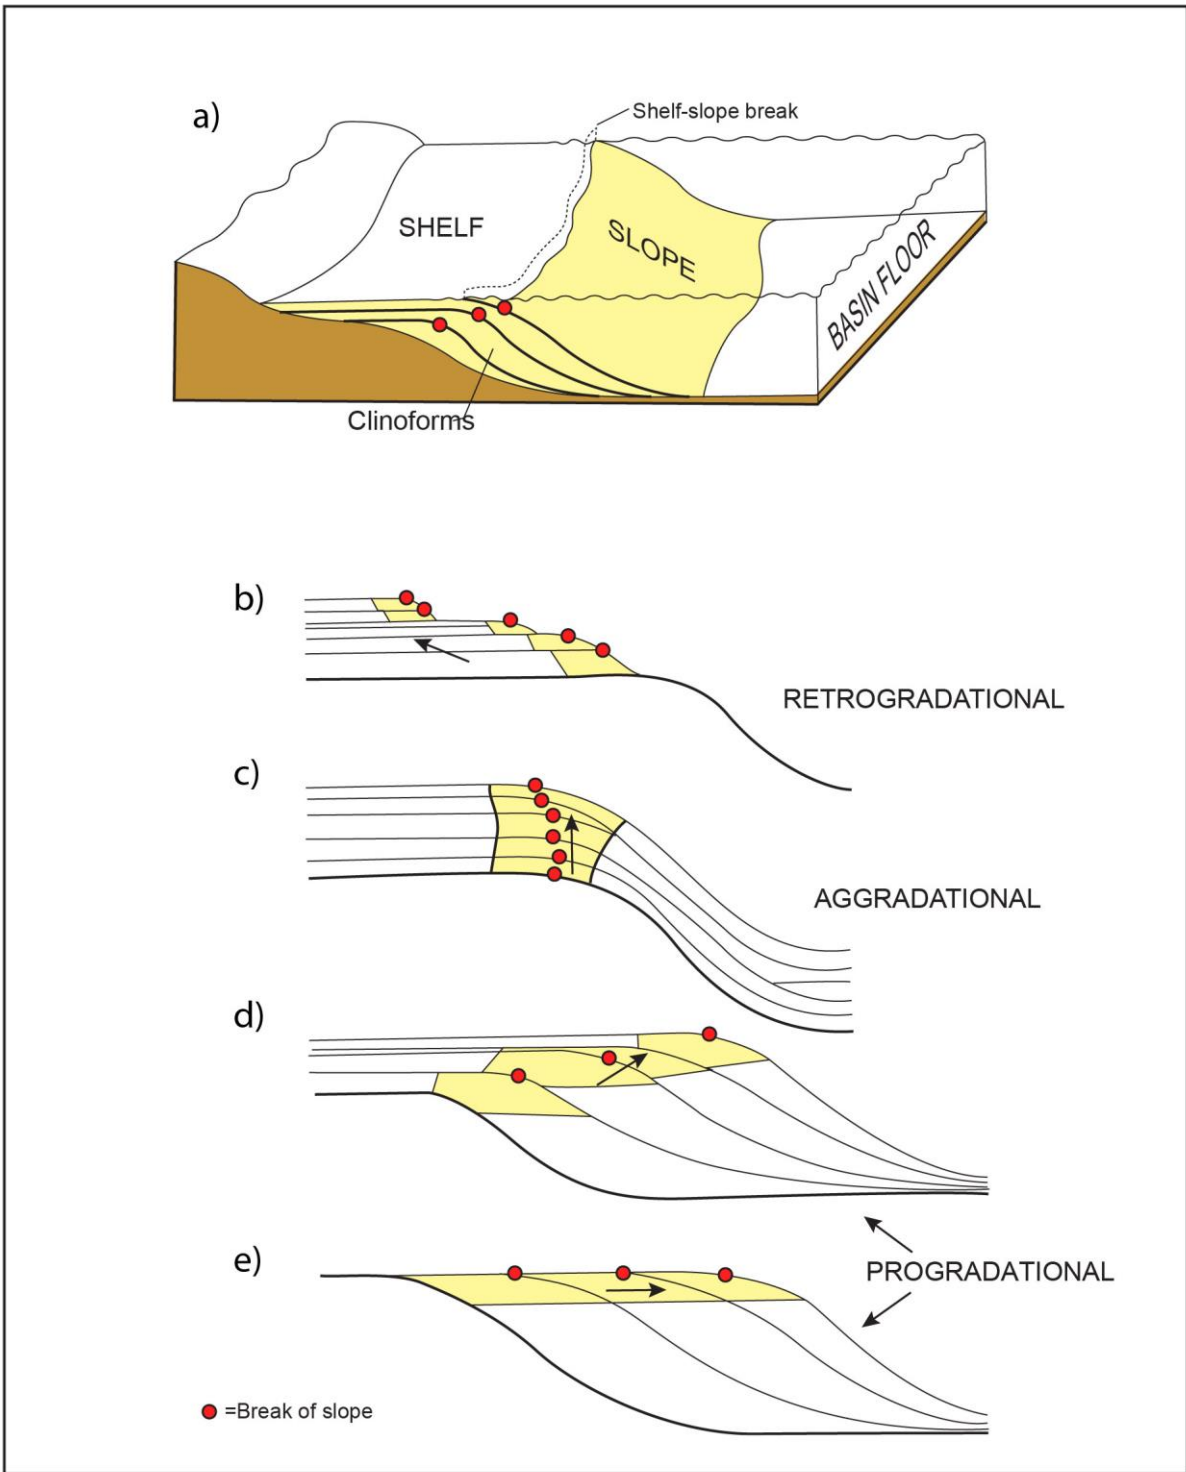 a)
Shelf-slope break
SHELF
SLOPE
BASIN FLOOR
Clinoforms
b)
RETROGRADATIONAL
c)
AGGRADATIONAL
d)
e)
PROGRADATIONAL
=Break of slope